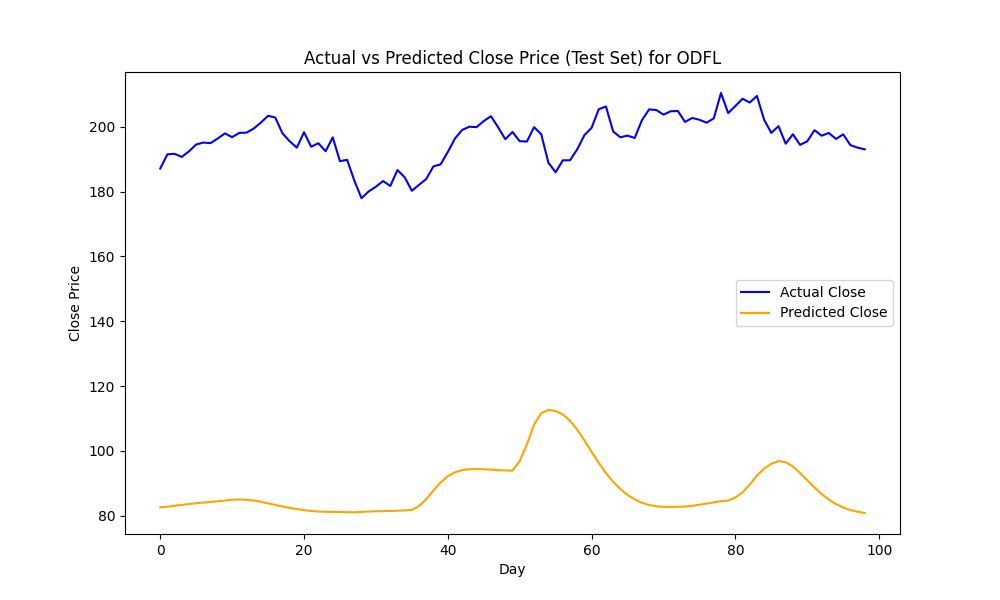 Actual vs Predicted Close Price (Test Set) for ODFL
Close Price
200
180
160
140
120
100
80
Actual Close
Predicted Close
0 20 40 60 80 100
Day